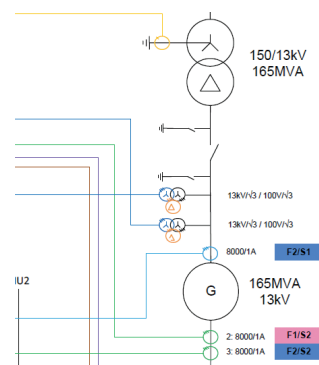 150/13kV
165MVA
13kV/√3 / 100V/√3
13kV/√3 / 100V/√3
8000/1A F2/S1
G
165MVA
13kV
2: 8000/1A F1/S2
3: 8000/1A F2/S2